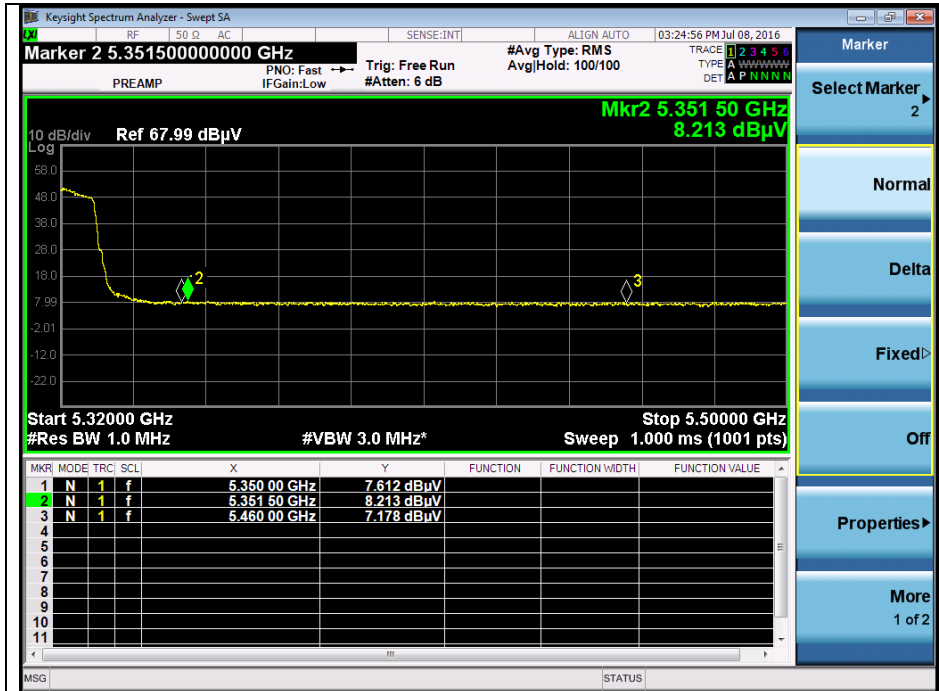 Keysight Spectrum Analyzer - Swept SA
LXI RF 50 Ω AC SENSE:INT ALIGN AUTO 03:24:56 PM Jul 08, 2016
Marker 2 5.351500000000 GHz
PREAMP
PNO: Fast
IFGain:Low
Trig: Free Run
#Atten: 6 dB
#Avg Type: RMS
Avg|Hold: 100/100
TRACE 1 2 3 4 5 6
TYPE A WWWWW
DET A P N N N N
Mkr2 5.351 50 GHz
8.213 dBµV
10 dB/div Ref 67.99 dBµV
Log
58.0
48.0
38.0
28.0
18.0
7.99
-2.01
-12.0
-22.0
2
3
Start 5.32000 GHz Stop 5.50000 GHz
#Res BW 1.0 MHz #VBW 3.0 MHz* Sweep 1.000 ms (1001 pts)
MKR MODE TRC SCL X Y FUNCTION FUNCTION WIDTH FUNCTION VALUE
1 N 1 f 5.350 00 GHz 7.612 dBµV
2 N 1 f 5.351 50 GHz 8.213 dBµV
3 N 1 f 5.460 00 GHz 7.178 dBµV
4
5
6
7
8
9
10
11
MSG STATUS
Marker
Select Marker
2
Normal
Delta
Fixed
Off
Properties
More
1 of 2